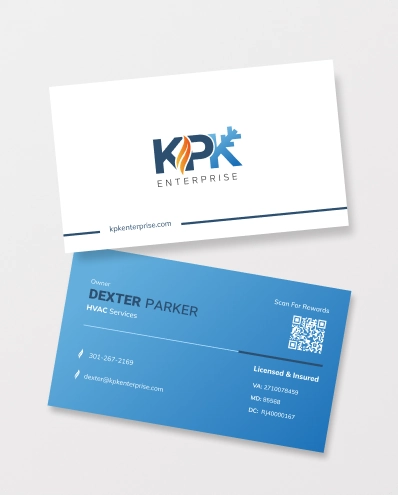 KPK
ENTERPRISE
kpkenterprise.com
Owner
DEXTER PARKER
HVAC Services
Scan For Rewards
301-267-2169
dexter@kpkenterprise.com
Licensed & Insured
VA: 2710078459
MD: 85568
DC: RJ40000167